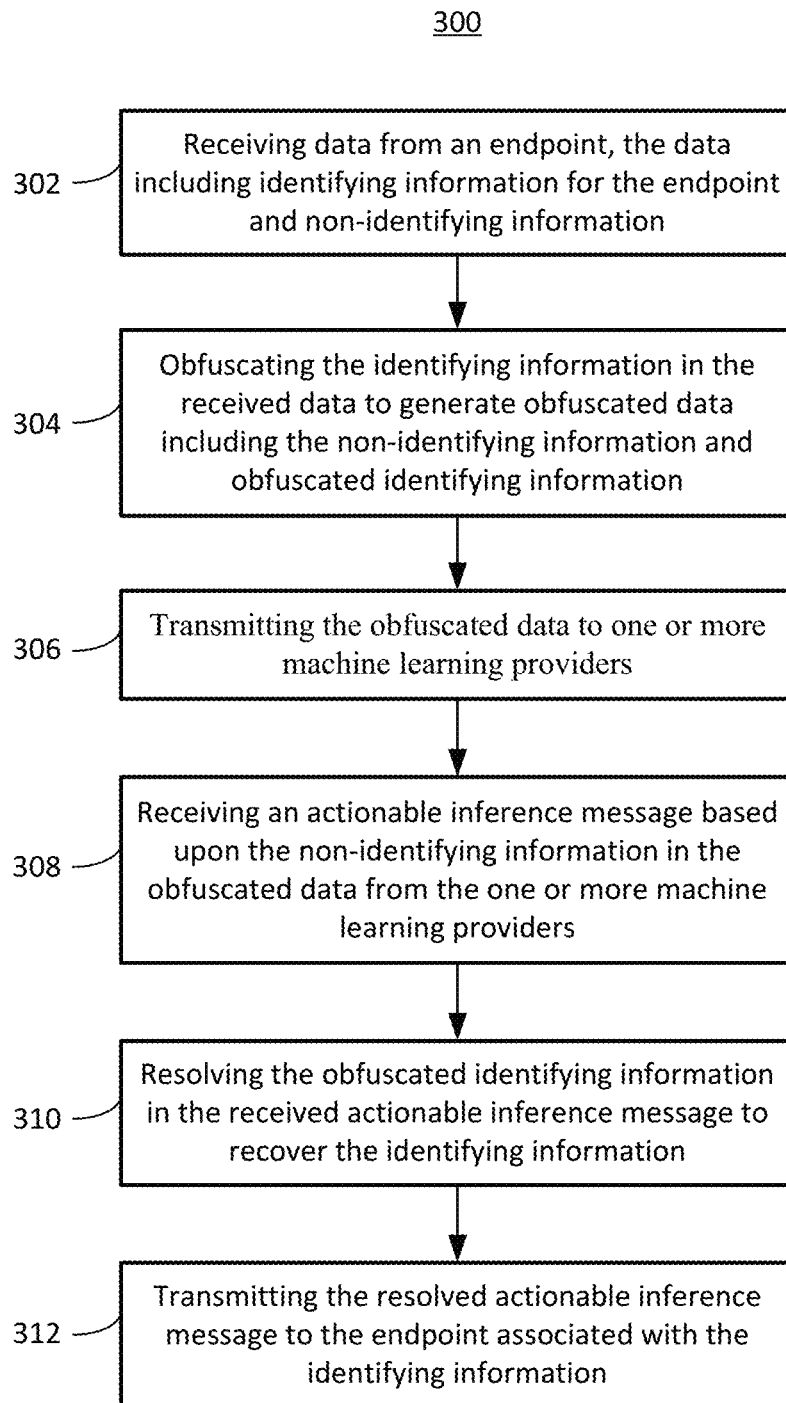 300
302
Receiving data from an endpoint, the data
including identifying information for the endpoint
and non-identifying information
304
Obfuscating the identifying information in the
received data to generate obfuscated data
including the non-identifying information and
obfuscated identifying information
306
Transmitting the obfuscated data to one or more
machine learning providers
308
Receiving an actionable inference message based
upon the non-identifying information in the
obfuscated data from the one or more machine
learning providers
310
Resolving the obfuscated identifying information
in the received actionable inference message to
recover the identifying information
312
Transmitting the resolved actionable inference
message to the endpoint associated with the
identifying information